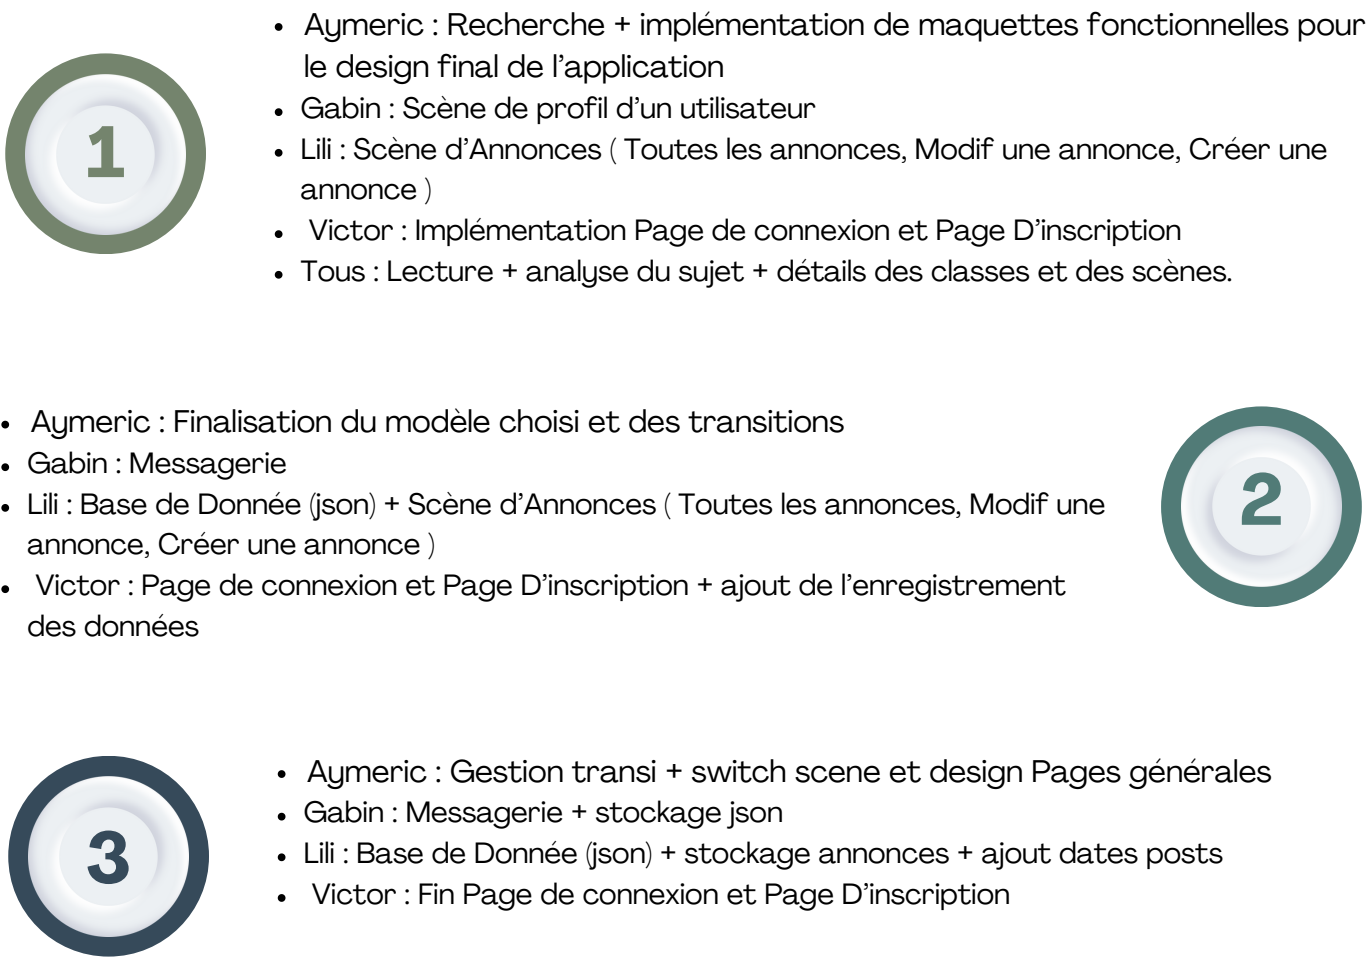 1
• Aymeric : Recherche + implémentation de maquettes fonctionnelles pour
le design final de l’application
• Gabin : Scène de profil d’un utilisateur
• Lili : Scène d’Annonces ( Toutes les annonces, Modif une annonce, Créer une
annonce )
• Victor : Implémentation Page de connexion et Page D’inscription
• Tous : Lecture + analyse du sujet + détails des classes et des scènes.
• Aymeric : Finalisation du modèle choisi et des transitions
• Gabin : Messagerie
• Lili : Base de Donnée (json) + Scène d’Annonces ( Toutes les annonces, Modif une
annonce, Créer une annonce )
• Victor : Page de connexion et Page D’inscription + ajout de l’enregistrement
des données
2
3
• Aymeric : Gestion transi + switch scene et design Pages générales
• Gabin : Messagerie + stockage json
• Lili : Base de Donnée (json) + stockage annonces + ajout dates posts
• Victor : Fin Page de connexion et Page D’inscription